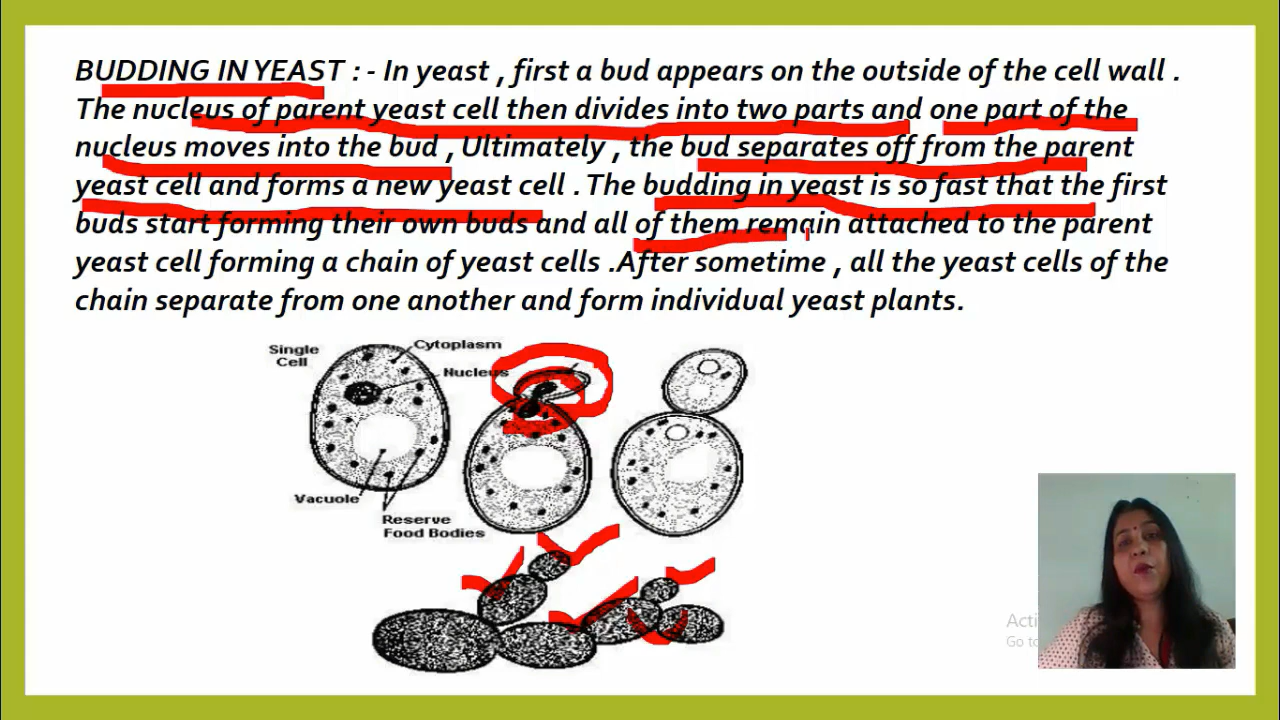 BUDDING IN YEAST : - In yeast , first a bud appears on the outside of the cell wall .
The nucleus of parent yeast cell then divides into two parts and one part of the
nucleus moves into the bud , Ultimately , the bud separates off from the parent
yeast cell and forms a new yeast cell . The budding in yeast is so fast that the first
buds start forming their own buds and all of them remain attached to the parent
yeast cell forming a chain of yeast cells .After sometime , all the yeast cells of the
chain separate from one another and form individual yeast plants.
Single
Cell
Cytoplasm
Nucleus
Vacuole
Reserve
Food Bodies
Go to